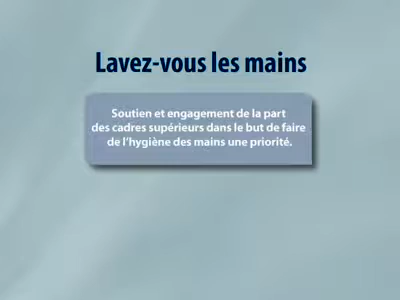 Lavez-vous les mains
Soutien et engagement de la part
des cadres supérieurs dans le but de faire
de l'hygiène des mains une priorité.